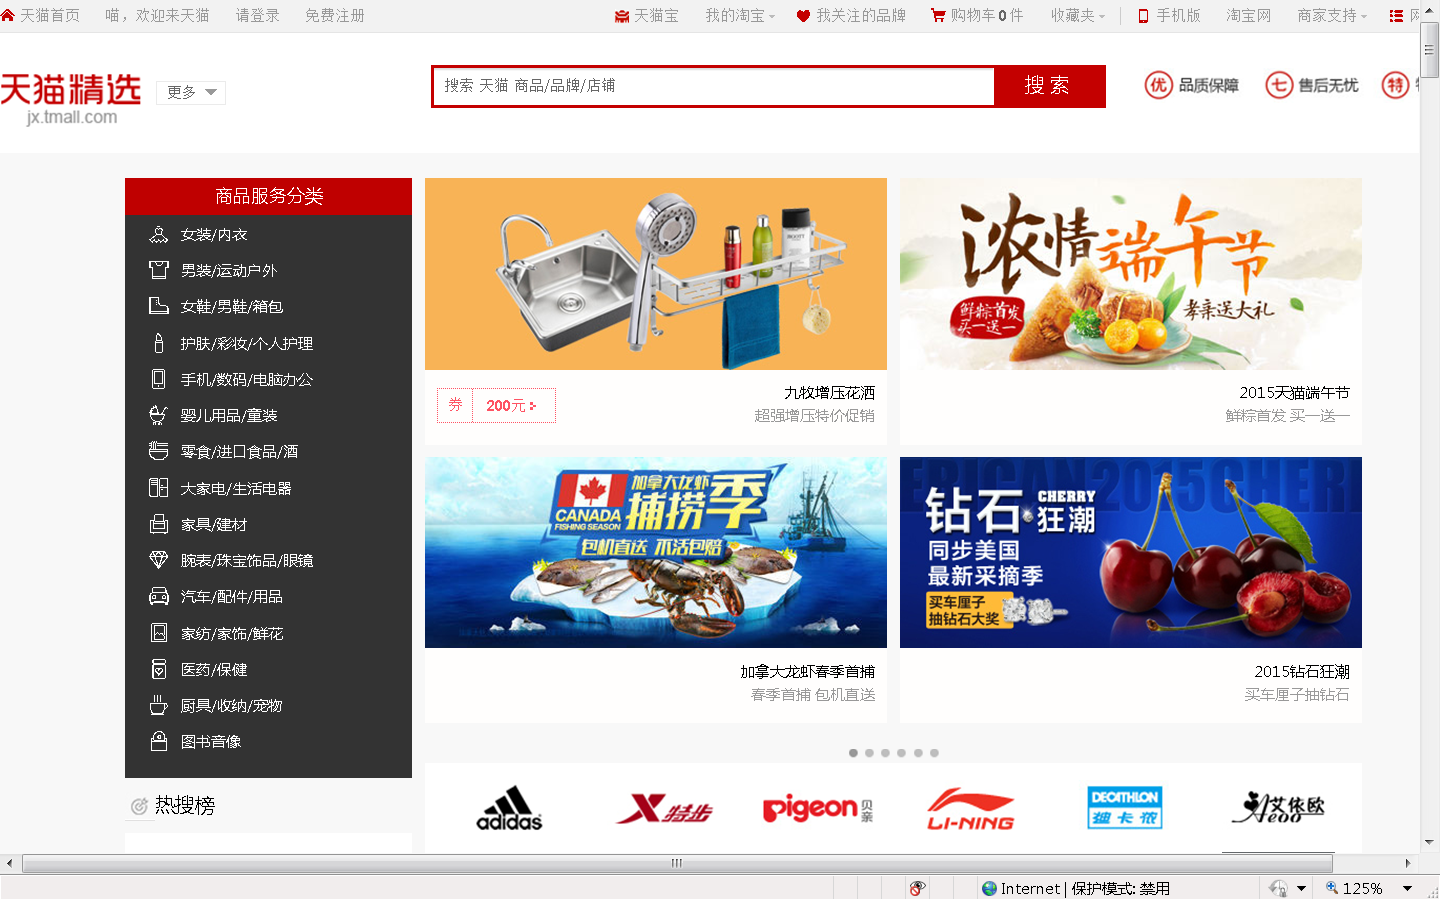 天猫首页 喵，欢迎来天猫 请登录 免费注册 天猫宝 我的淘宝 我关注的品牌 购物车0件 收藏夹 手机版 淘宝网 商家支持
天猫精选
jx.tmall.com
更多
搜索 天猫 商品/品牌/店铺
搜索
优 品质保障 七 售后无忧 特
商品服务分类
女装/内衣
男装/运动户外
女鞋/男鞋/箱包
护肤/彩妆/个人护理
手机/数码/电脑办公
婴儿用品/童装
零食/进口食品/酒
大家电/生活电器
家具/建材
腕表/珠宝饰品/眼镜
汽车/配件/用品
家纺/家饰/鲜花
医药/保健
厨具/收纳/宠物
图书音像
热搜榜
券 200元
九牧增压花洒
超强增压特价促销
浓情端午节
鲜粽首发
买一送一
孝亲送大礼
2015天猫端午节
鲜粽首发 买一送一
加拿大龙虾
捕捞季
CANADA
FISHING SEASON
包机直送 不活包赔
加拿大龙虾春季首捕
春季首捕 包机直送
ERICAN2015CHERR
钻石
CHERRY
狂潮
同步美国
最新采摘季
买车厘子
抽钻石大奖
2015钻石狂潮
买车厘子抽钻石
adidas
X特步
pigeon 贝亲
LI-NING
DECATHLON
迪卡侬
艾依欧
Aeoo
Internet | 保护模式: 禁用
125%